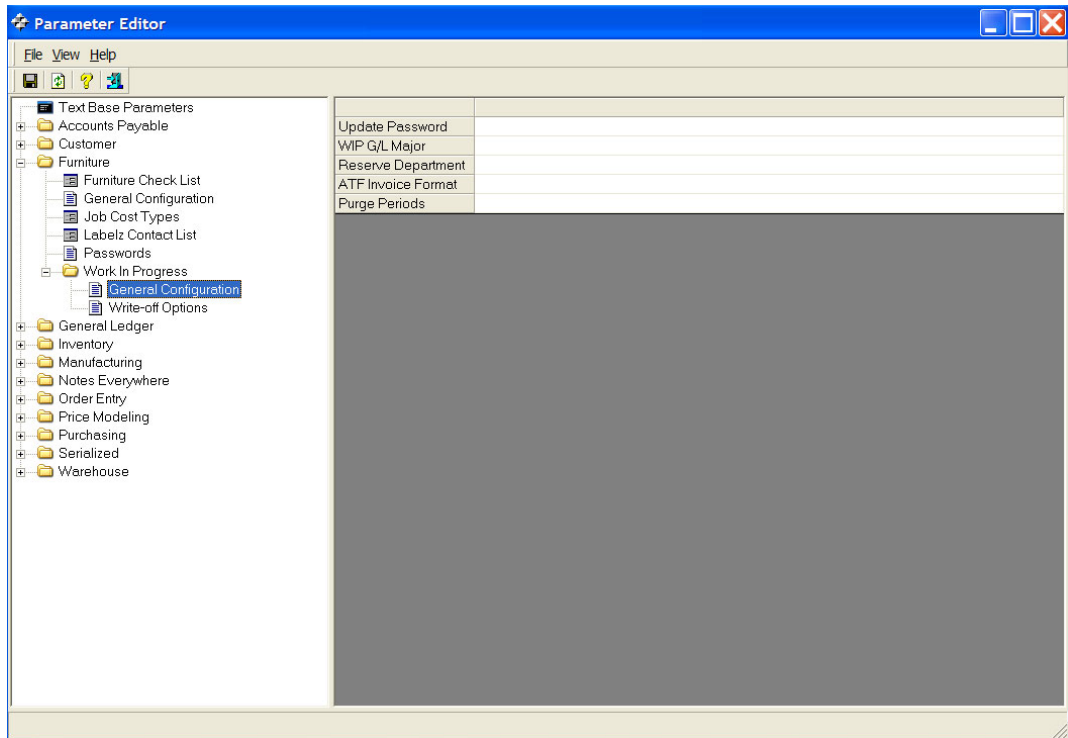 Parameter Editor
File View Help
Text Base Parameters
Accounts Payable
Customer
Furniture
Furniture Check List
General Configuration
Job Cost Types
Labelz Contact List
Passwords
Work In Progress
General Configuration
Write-off Options
General Ledger
Inventory
Manufacturing
Notes Everywhere
Order Entry
Price Modeling
Purchasing
Serialized
Warehouse
Update Password
WIP G/L Major
Reserve Department
ATF Invoice Format
Purge Periods